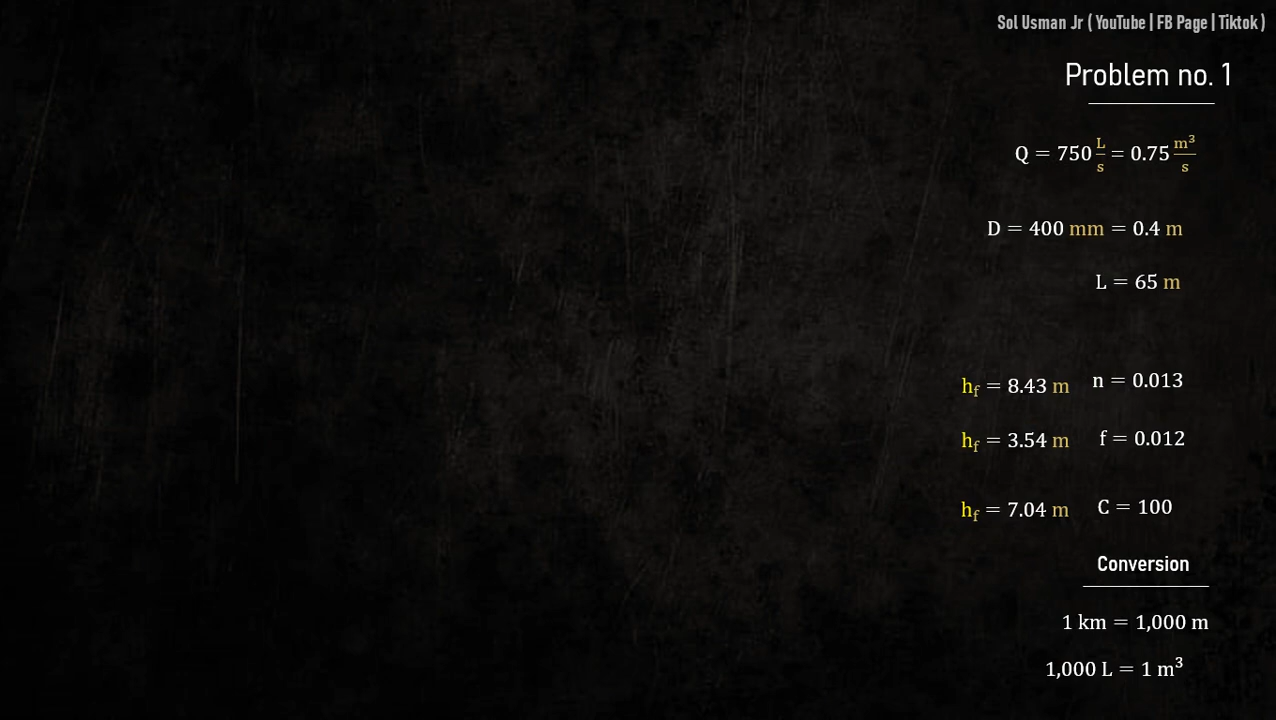 Sol Usman Jr ( YouTube | FB Page | Tiktok )
Problem no. 1
Q = 750 L/s = 0.75 m³/s
D = 400 mm = 0.4 m
L = 65 m
h_f = 8.43 m n = 0.013
h_f = 3.54 m f = 0.012
h_f = 7.04 m C = 100
Conversion
1 km = 1,000 m
1,000 L = 1 m³